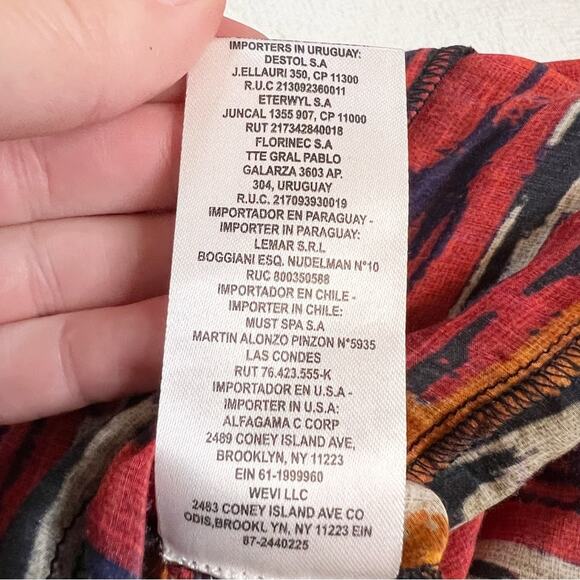 IMPORTERS IN URUGUAY:
DESTOL S.A
J.ELLAURI 350, CP 11300
R.U.C 213092360011
ETERWYL S.A
JUNCAL 1355 907, CP 11000
RUT 217342840018
FLORINEC S.A
TTE GRAL PABLO
GALARZA 3603 AP.
304, URUGUAY
R.U.C. 217093930019
IMPORTADOR EN PARAGUAY -
IMPORTER IN PARAGUAY:
LEMAR S.R.L
BOGGIANI ESQ. NUDELMAN N°10
RUC 800350588
IMPORTADOR EN CHILE -
IMPORTER IN CHILE:
MUST SPA S.A
MARTIN ALONZO PINZON N°5935
LAS CONDES
RUT 76.423.555-K
IMPORTADOR EN U.S.A -
IMPORTER IN U.S.A:
ALFAGAMA C CORP
2489 CONEY ISLAND AVE,
BROOKLYN, NY 11223
EIN 61-1999960
WEVI LLC
2483 CONEY ISLAND AVE CO
ODIS,BROOKL YN, NY 11223 EIN
87-2440225